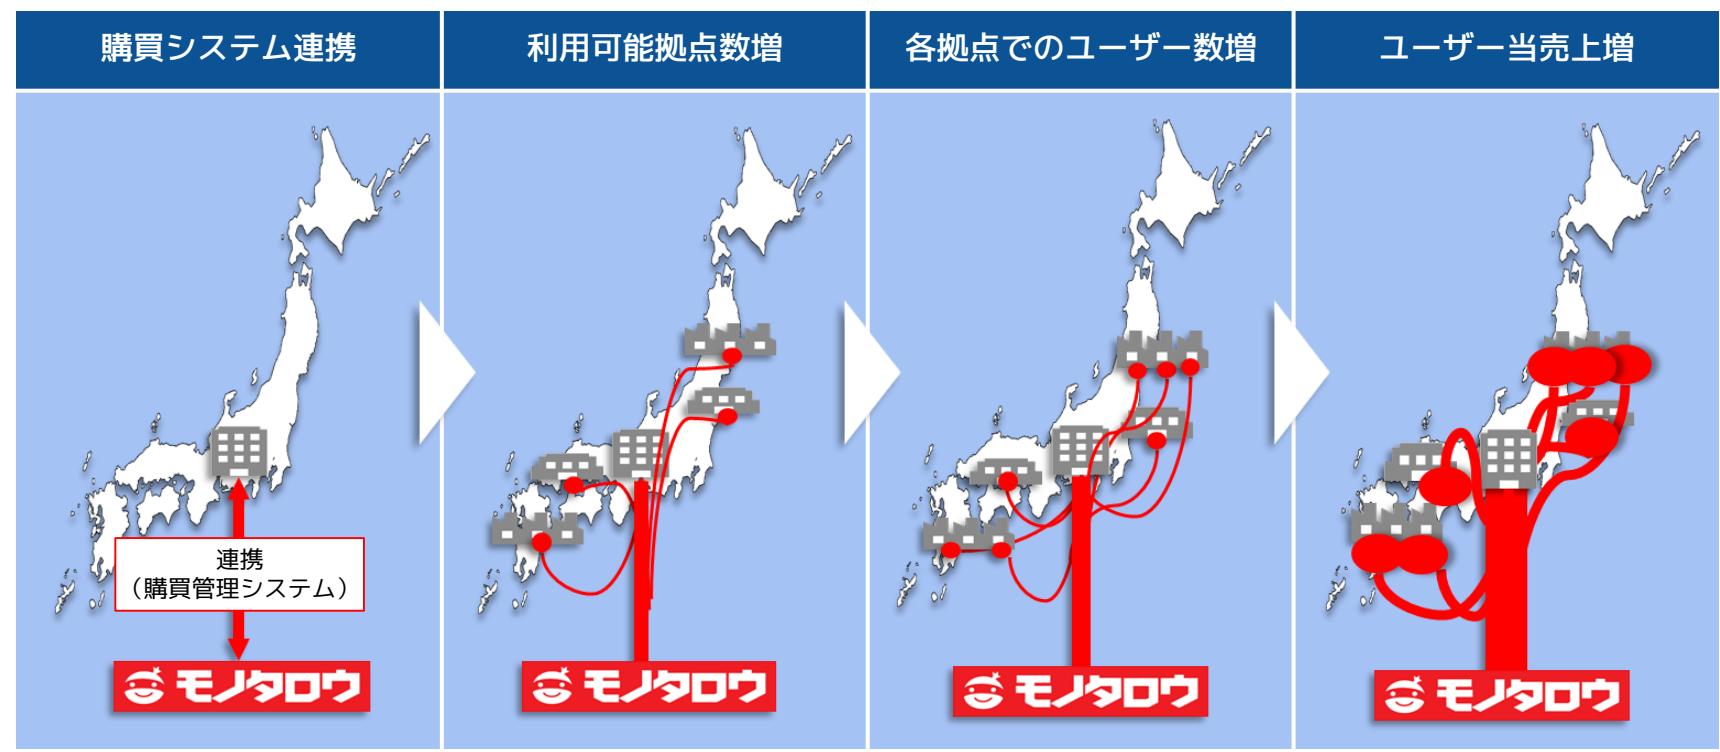 購買システム連携
利用可能拠点数増
各拠点でのユーザー数増
ユーザー当売上増
連携
（購買管理システム）
モノタロウ
モノタロウ
モノタロウ
モノタロウ